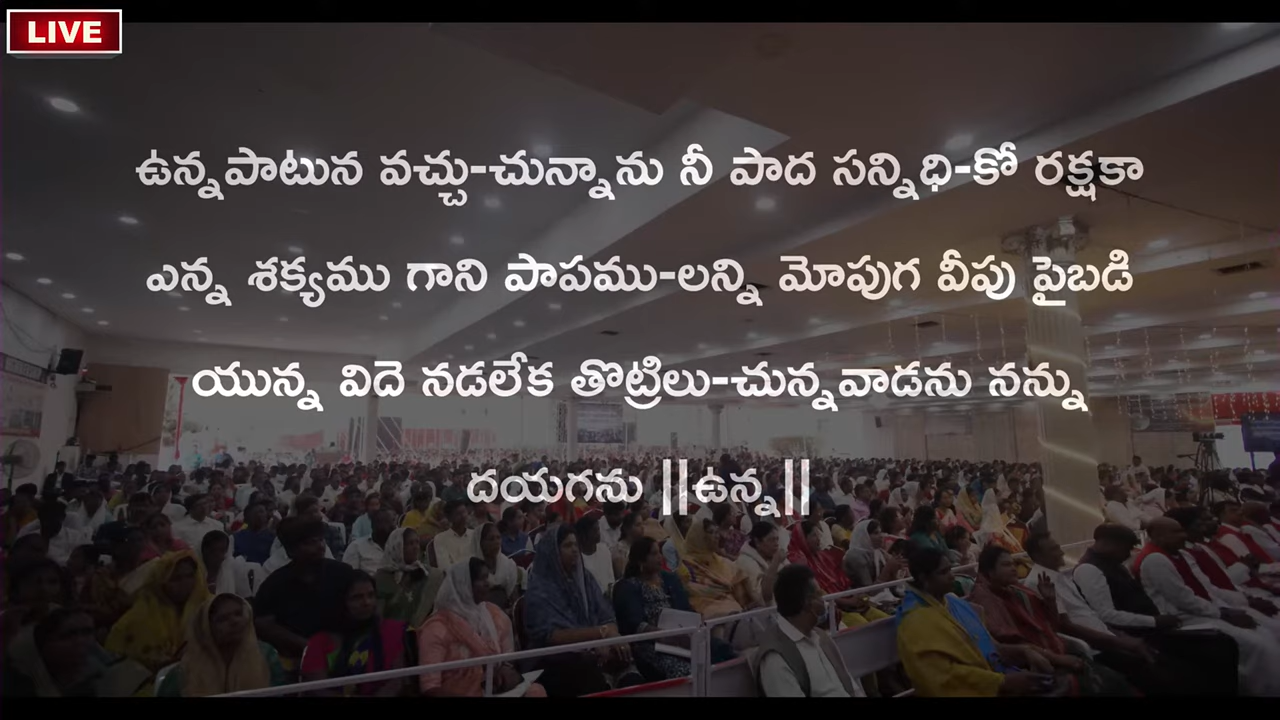 LIVE
ఉన్నపాటున వచ్చు-చున్నాను నీ పాద సన్నిధి-కో రక్షకా
ఎన్న శక్యము గాని పాపము-లన్ని మోపుగ వీపు పైబడి
యున్న విదె నడలేక తొట్రిలు-చున్నవాడను నన్ను
దయగను ||ఉన్న||